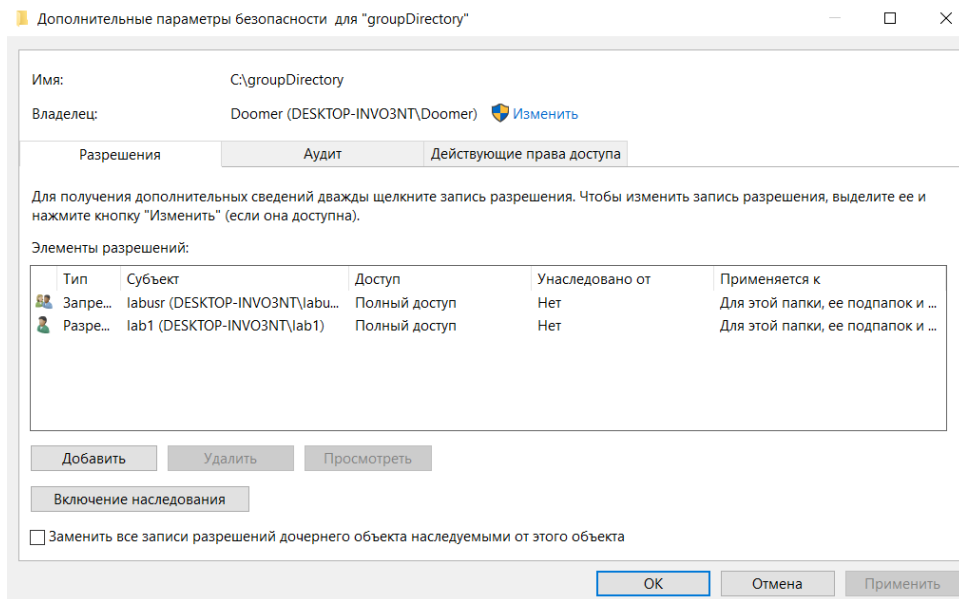 Дополнительные параметры безопасности для "groupDirectory"
Имя: C:\groupDirectory
Владелец: Doomer (DESKTOP-INVO3NT\Doomer) Изменить
Разрешения Аудит Действующие права доступа
Для получения дополнительных сведений дважды щелкните запись разрешения. Чтобы изменить запись разрешения, выделите ее и
нажмите кнопку "Изменить" (если она доступна).
Элементы разрешений:
Тип Субъект Доступ Унаследовано от Применяется к
Запре... labusr (DESKTOP-INVO3NT\labu... Полный доступ Нет Для этой папки, ее подпапок и ...
Разре... lab1 (DESKTOP-INVO3NT\lab1) Полный доступ Нет Для этой папки, ее подпапок и ...
Добавить Удалить Просмотреть
Включение наследования
Заменить все записи разрешений дочернего объекта наследуемыми от этого объекта
ОК Отмена Применить